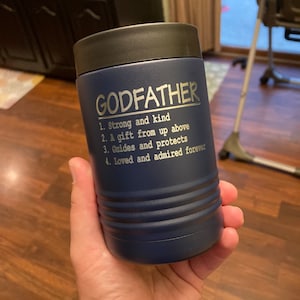 GODFATHER
1. Strong and kind
2. A gift from up above
3. Guides and protects
4. Loved and admired forever